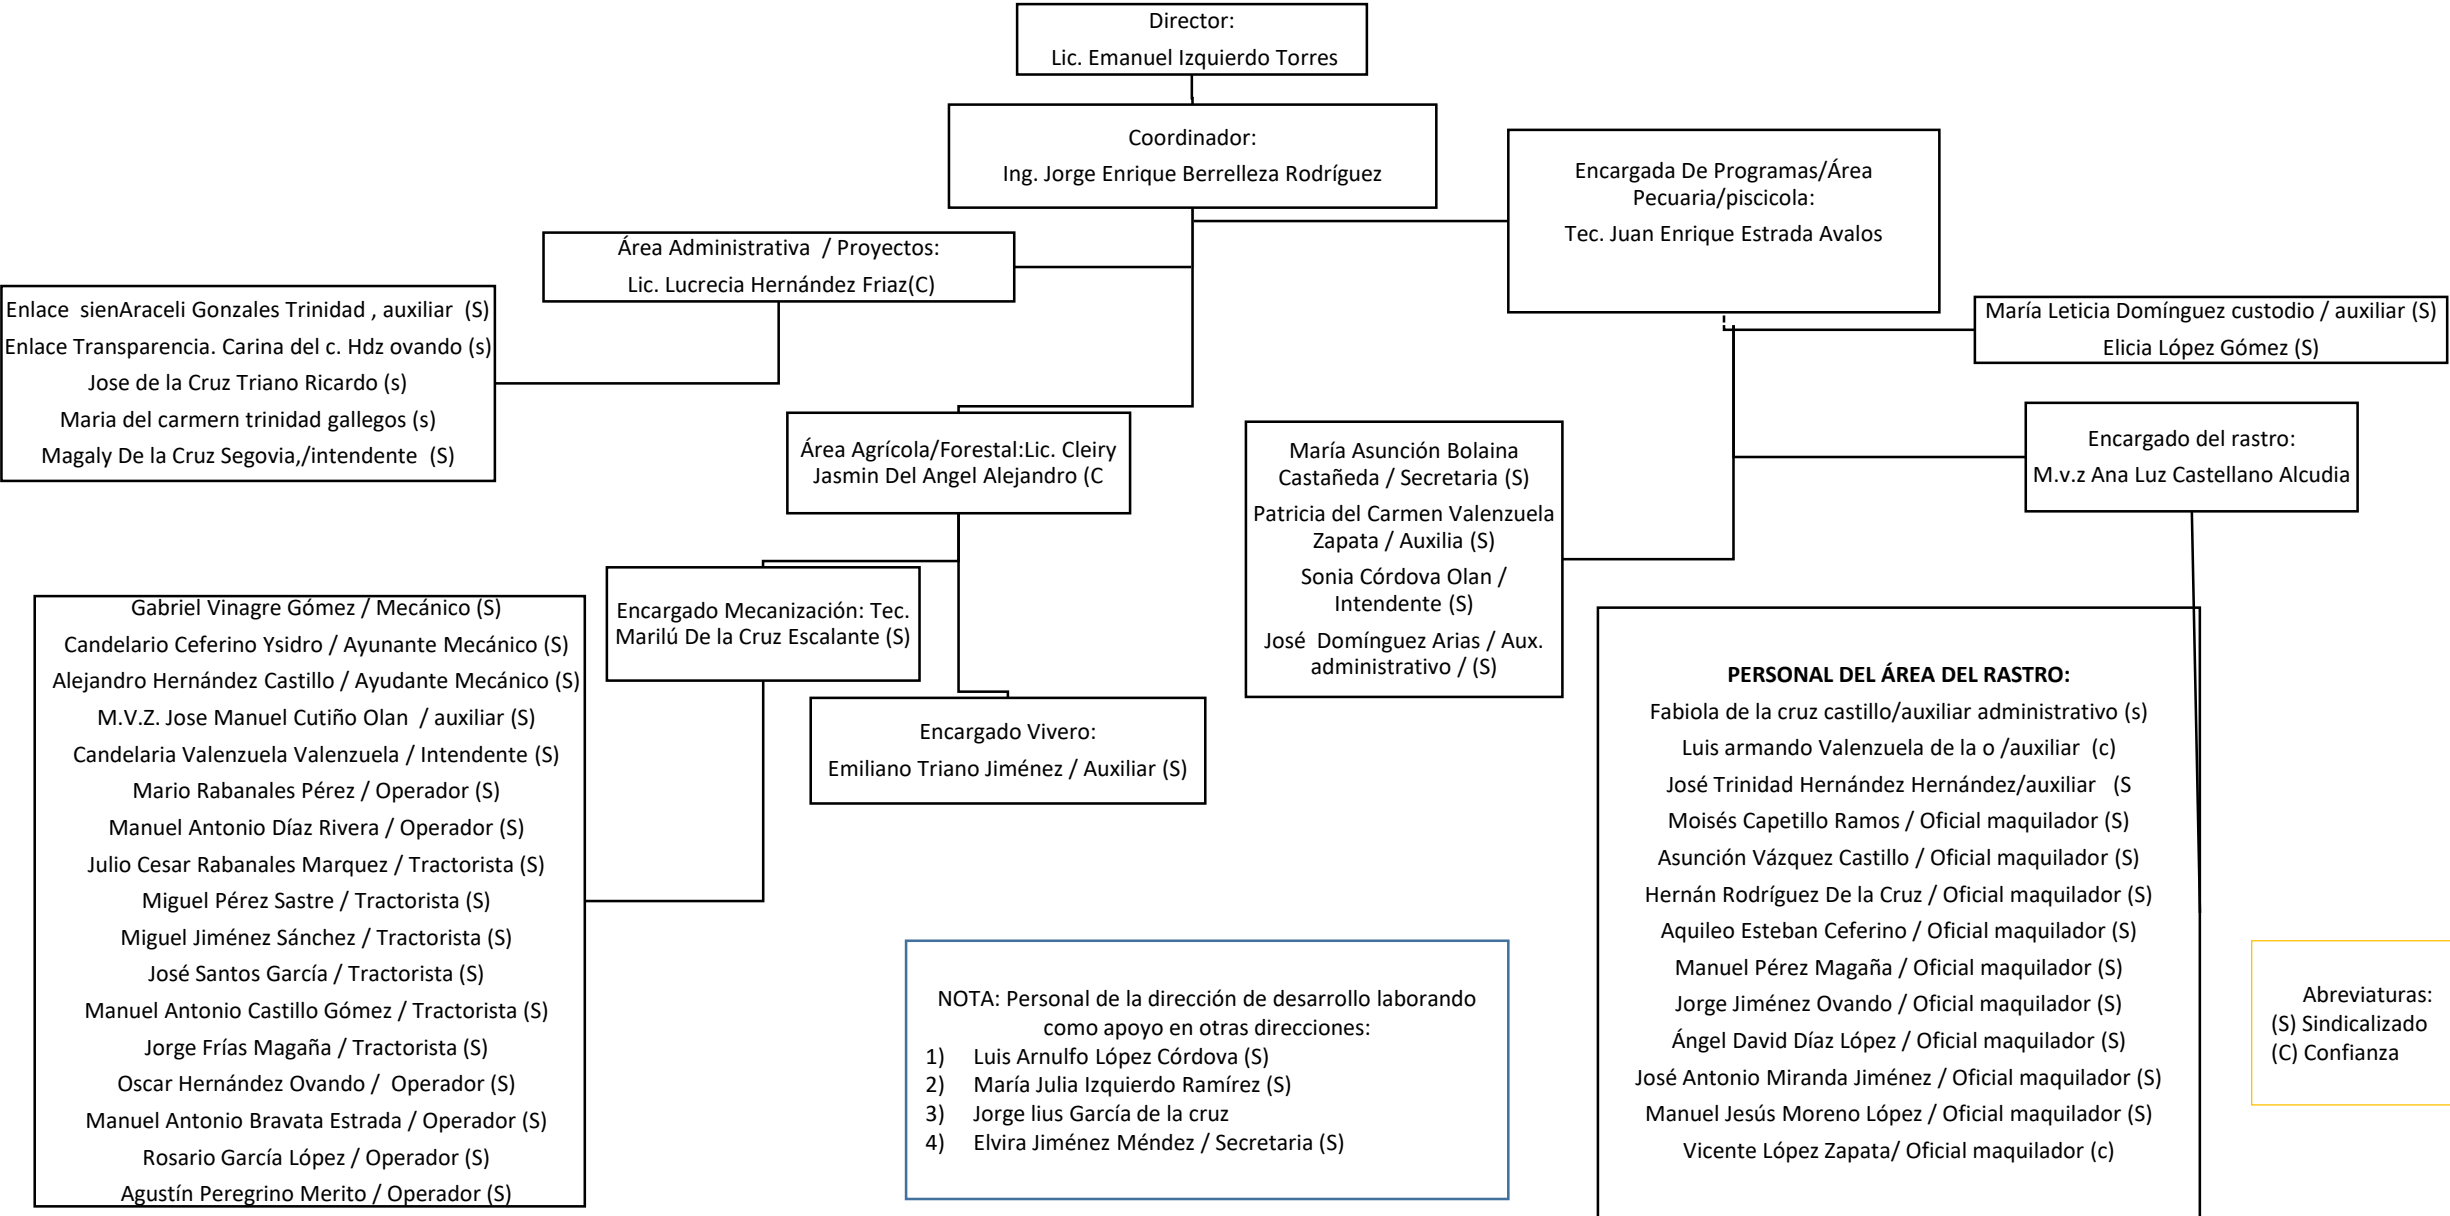 Director:
Lic. Emanuel Izquierdo Torres
Coordinador:
Ing. Jorge Enrique Berrelleza Rodríguez
Encargada De Programas/Área
Pecuaria/piscicola:
Tec. Juan Enrique Estrada Avalos
Área Administrativa / Proyectos:
Lic. Lucrecia Hernández Friaz(C)
Enlace sienAraceli Gonzales Trinidad , auxiliar (S)
Enlace Transparencia. Carina del c. Hdz ovando (s)
Jose de la Cruz Triano Ricardo (s)
Maria del carmern trinidad gallegos (s)
Magaly De la Cruz Segovia,/intendente (S)
María Leticia Domínguez custodio / auxiliar (S)
Elicia López Gómez (S)
Área Agrícola/Forestal:Lic. Cleiry
Jasmin Del Angel Alejandro (C
María Asunción Bolaina
Castañeda / Secretaria (S)
Patricia del Carmen Valenzuela
Zapata / Auxilia (S)
Sonia Córdova Olan /
Intendente (S)
José Domínguez Arias / Aux.
administrativo / (S)
Encargado del rastro:
M.v.z Ana Luz Castellano Alcudia
Encargado Mecanización: Tec.
Marilú De la Cruz Escalante (S)
Encargado Vivero:
Emiliano Triano Jiménez / Auxiliar (S)
Gabriel Vinagre Gómez / Mecánico (S)
Candelario Ceferino Ysidro / Ayunante Mecánico (S)
Alejandro Hernández Castillo / Ayudante Mecánico (S)
M.V.Z. Jose Manuel Cutiño Olan / auxiliar (S)
Candelaria Valenzuela Valenzuela / Intendente (S)
Mario Rabanales Pérez / Operador (S)
Manuel Antonio Díaz Rivera / Operador (S)
Julio Cesar Rabanales Marquez / Tractorista (S)
Miguel Pérez Sastre / Tractorista (S)
Miguel Jiménez Sánchez / Tractorista (S)
José Santos García / Tractorista (S)
Manuel Antonio Castillo Gómez / Tractorista (S)
Jorge Frías Magaña / Tractorista (S)
Oscar Hernández Ovando / Operador (S)
Manuel Antonio Bravata Estrada / Operador (S)
Rosario García López / Operador (S)
Agustín Peregrino Merito / Operador (S)
PERSONAL DEL ÁREA DEL RASTRO:
Fabiola de la cruz castillo/auxiliar administrativo (s)
Luis armando Valenzuela de la o /auxiliar (c)
José Trinidad Hernández Hernández/auxiliar (S
Moisés Capetillo Ramos / Oficial maquilador (S)
Asunción Vázquez Castillo / Oficial maquilador (S)
Hernán Rodríguez De la Cruz / Oficial maquilador (S)
Aquileo Esteban Ceferino / Oficial maquilador (S)
Manuel Pérez Magaña / Oficial maquilador (S)
Jorge Jiménez Ovando / Oficial maquilador (S)
Ángel David Díaz López / Oficial maquilador (S)
José Antonio Miranda Jiménez / Oficial maquilador (S)
Manuel Jesús Moreno López / Oficial maquilador (S)
Vicente López Zapata/ Oficial maquilador (c)
NOTA: Personal de la dirección de desarrollo laborando
como apoyo en otras direcciones:
1) Luis Arnulfo López Córdova (S)
2) María Julia Izquierdo Ramírez (S)
3) Jorge lius García de la cruz
4) Elvira Jiménez Méndez / Secretaria (S)
Abreviaturas:
(S) Sindicalizado
(C) Confianza